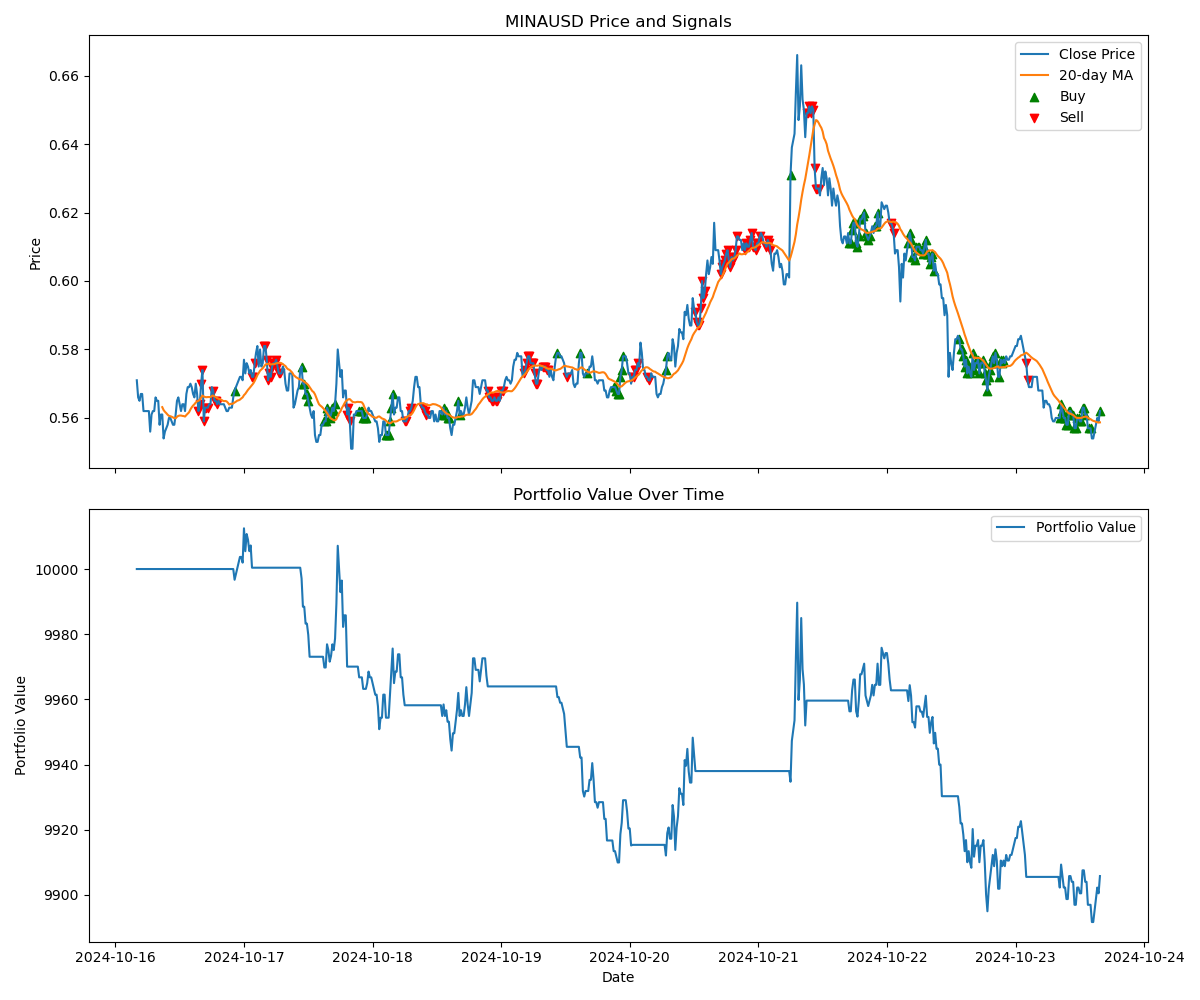 MINAUSD Price and Signals
Price
0.66
0.64
0.62
0.60
0.58
0.56
Close Price
20-day MA
Buy
Sell
Portfolio Value Over Time
Portfolio Value
10000
9980
9960
9940
9920
9900
Portfolio Value
2024-10-16
2024-10-17
2024-10-18
2024-10-19
2024-10-20
2024-10-21
2024-10-22
2024-10-23
2024-10-24
Date